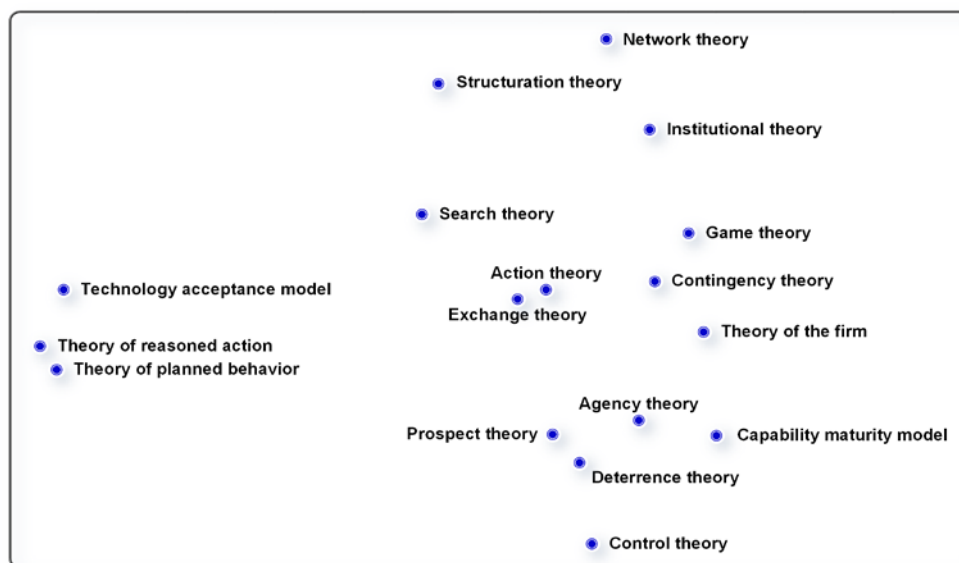 Network theory
Structuration theory
Institutional theory
Search theory
Game theory
Action theory
Contingency theory
Technology acceptance model
Exchange theory
Theory of the firm
Theory of reasoned action
Theory of planned behavior
Agency theory
Prospect theory
Capability maturity model
Deterrence theory
Control theory